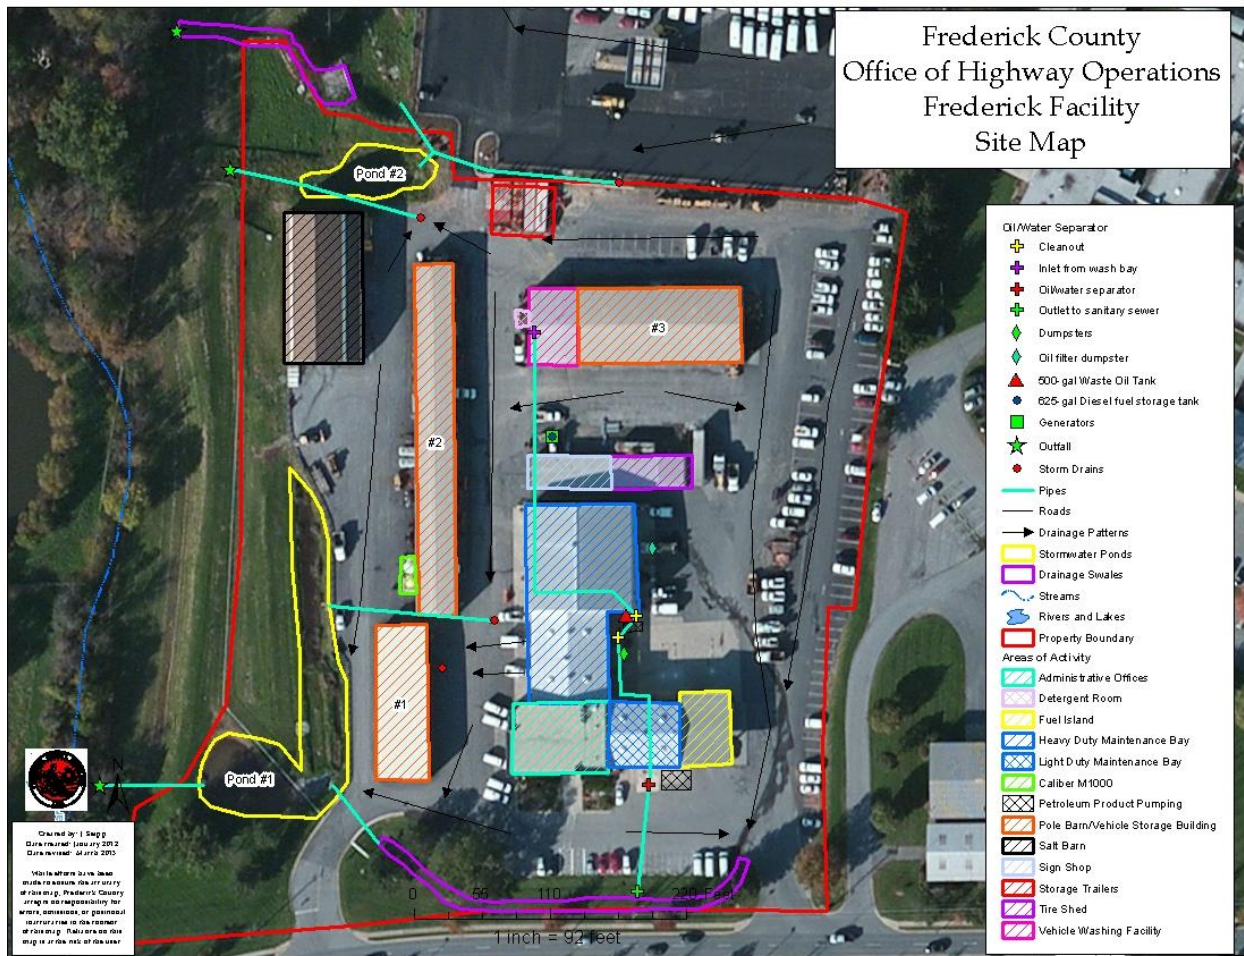 Frederick County
Office of Highway Operations
Frederick Facility
Site Map
Pond #2
#3
#2
#1
Pond #1
N
Oil/Water Separator
Cleanout
Inlet from wash bay
Oil/water separator
Outlet to sanitary sewer
Dumpsters
Oil filter dumpster
500-gal Waste Oil Tank
625-gal Diesel fuel storage tank
Generators
Outfall
Storm Drains
Pipes
Roads
Drainage Patterns
Stormwater Ponds
Drainage Swales
Streams
Rivers and Lakes
Property Boundary
Areas of Activity
Administrative Offices
Detergent Room
Fuel Island
Heavy Duty Maintenance Bay
Light Duty Maintenance Bay
Caliber M1000
Petroleum Product Pumping
Pole Barn/Vehicle Storage Building
Salt Barn
Sign Shop
Storage Trailers
Tire Shed
Vehicle Washing Facility
0 55 110 220 Feet
1 inch = 92 feet